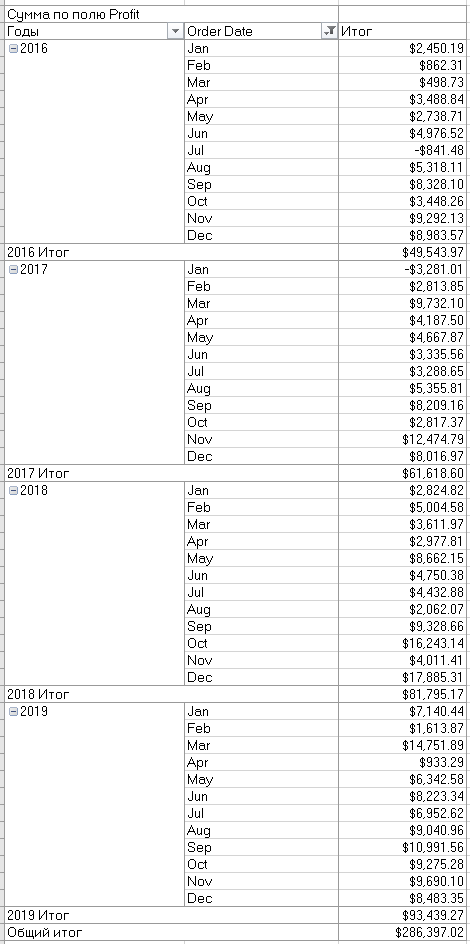 Сумма по полю Profit
Годы Order Date Итог
2016 Jan $2,450.19
Feb $862.31
Mar $498.73
Apr $3,488.84
May $2,738.71
Jun $4,976.52
Jul -$841.48
Aug $5,318.11
Sep $8,328.10
Oct $3,448.26
Nov $9,292.13
Dec $8,983.57
2016 Итог $49,543.97
2017 Jan -$3,281.01
Feb $2,813.85
Mar $9,732.10
Apr $4,187.50
May $4,667.87
Jun $3,335.56
Jul $3,288.65
Aug $5,355.81
Sep $8,209.16
Oct $2,817.37
Nov $12,474.79
Dec $8,016.97
2017 Итог $61,618.60
2018 Jan $2,824.82
Feb $5,004.58
Mar $3,611.97
Apr $2,977.81
May $8,662.15
Jun $4,750.38
Jul $4,432.88
Aug $2,062.07
Sep $9,328.66
Oct $16,243.14
Nov $4,011.41
Dec $17,885.31
2018 Итог $81,795.17
2019 Jan $7,140.44
Feb $1,613.87
Mar $14,751.89
Apr $933.29
May $6,342.58
Jun $8,223.34
Jul $6,952.62
Aug $9,040.96
Sep $10,991.56
Oct $9,275.28
Nov $9,690.10
Dec $8,483.35
2019 Итог $93,439.27
Общий итог $286,397.02